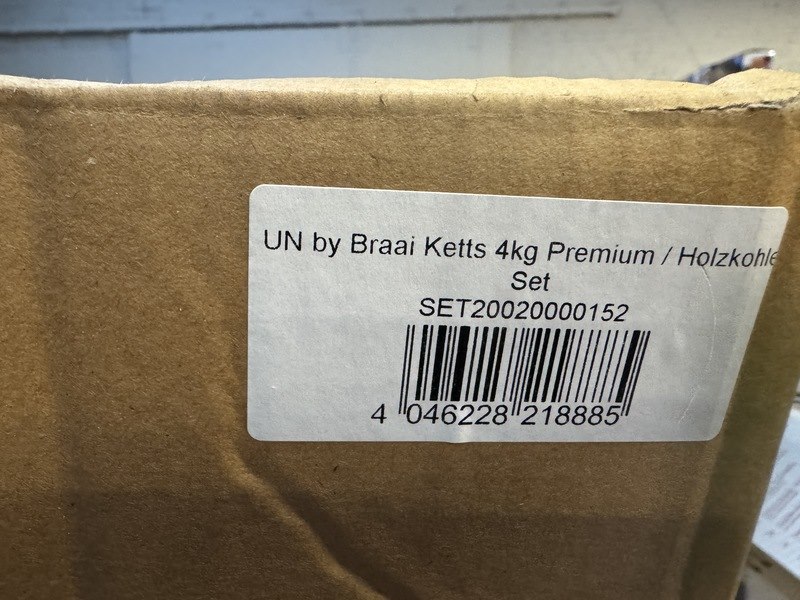 UN by Braai Ketts 4kg Premium / Holzkohle
Set
SET20020000152
4 046228 218885